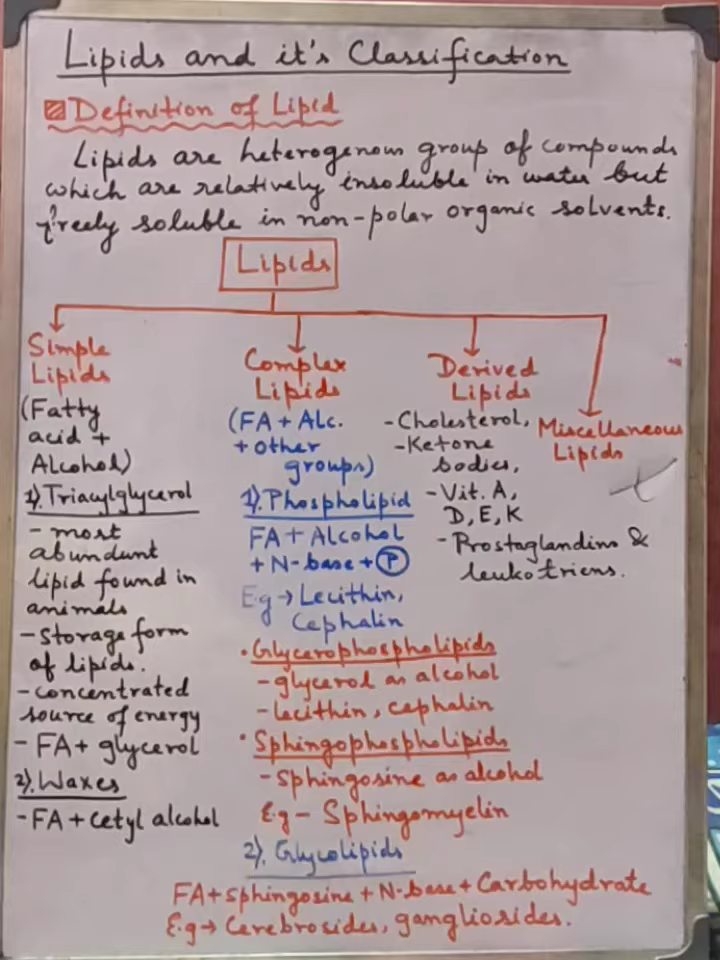 Lipids and it's Classification
Definition of Lipid
Lipids are heterogenous group of compounds
which are relatively insoluble in water but
freely soluble in non-polar organic solvents.
Lipids
Simple
Lipids
(Fatty
acid +
Alcohol)
1). Triacylglycerol
- most
abundunt
lipid found in
animals
- storage form
of lipids.
- concentrated
source of energy
- FA + glycerol
2). Waxes
- FA + cetyl alcohol
Complex
Lipids
(FA + Alc.
+ other
groups)
1). Phospholipid
FA + Alcohol
+ N-base + P
E.g → Lecithin,
Cephalin
• Glycerophospholipids
- glycerol as alcohol
- lecithin, cephalin
• Sphingophospholipids
- Sphingosine as alcohol
E.g - Sphingomyelin
2). Glycolipids
FA + sphingosine + N-base + Carbohydrate
E.g → Cerebrosides, gangliosides.
Derived
Lipids
- Cholesterol,
- Ketone
bodies,
- Vit. A,
D, E, K
- Prostaglandins &
leukotriens.
Miscellaneous
Lipids